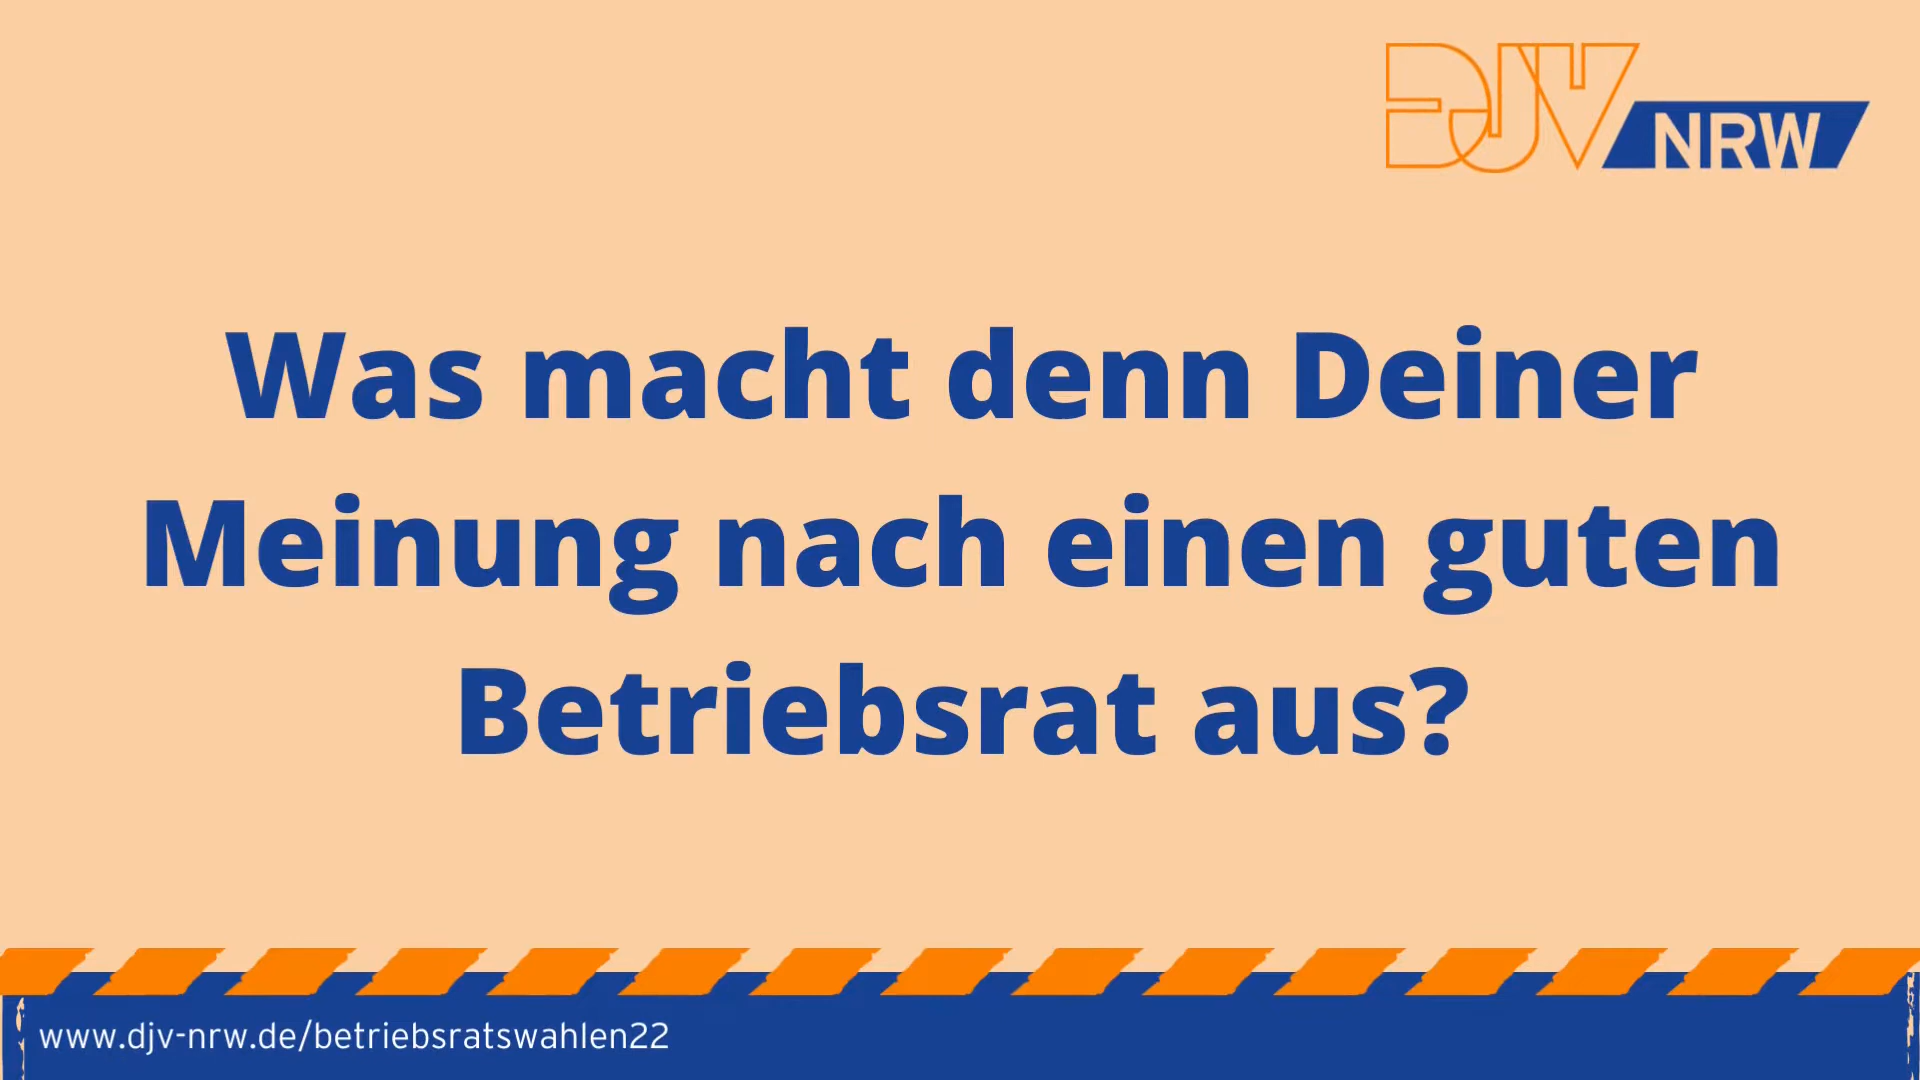 DJV NRW
Was macht denn Deiner
Meinung nach einen guten
Betriebsrat aus?
www.djv-nrw.de/betriebsratswahlen22